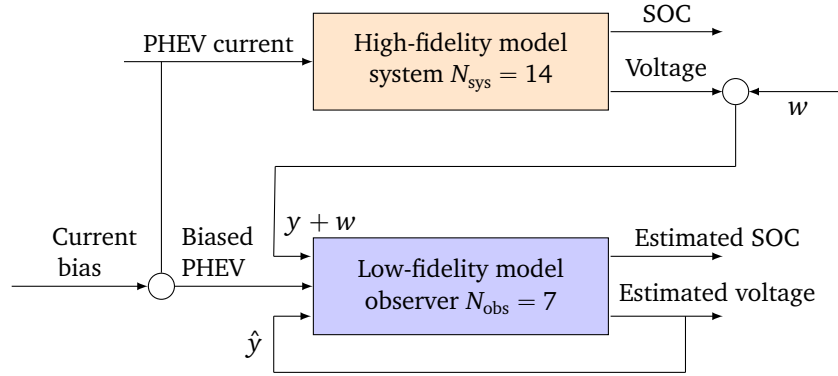 SOC
PHEV current
High-fidelity model
system N_sys = 14
Voltage
w
y + w
Current
bias
Biased
PHEV
Low-fidelity model
observer N_obs = 7
Estimated SOC
Estimated voltage
ŷ